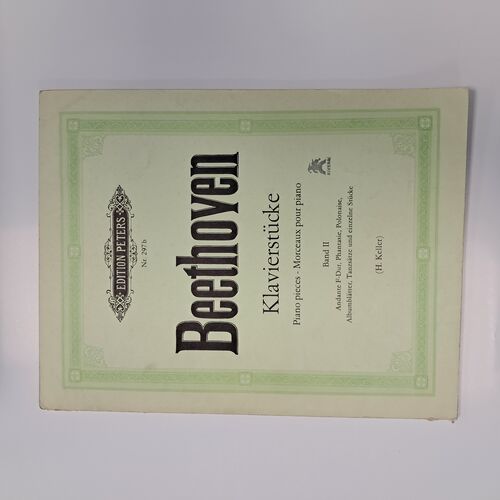 EDITION PETERS
Nr. 297b
Beethoven
Klavierstücke
Piano pieces - Morceaux pour piano
Band II
Andante F-Dur, Phantasie, Polonaise,
Albumblätter, Tanzsätze und einzelne Stücke
(H. Keller)